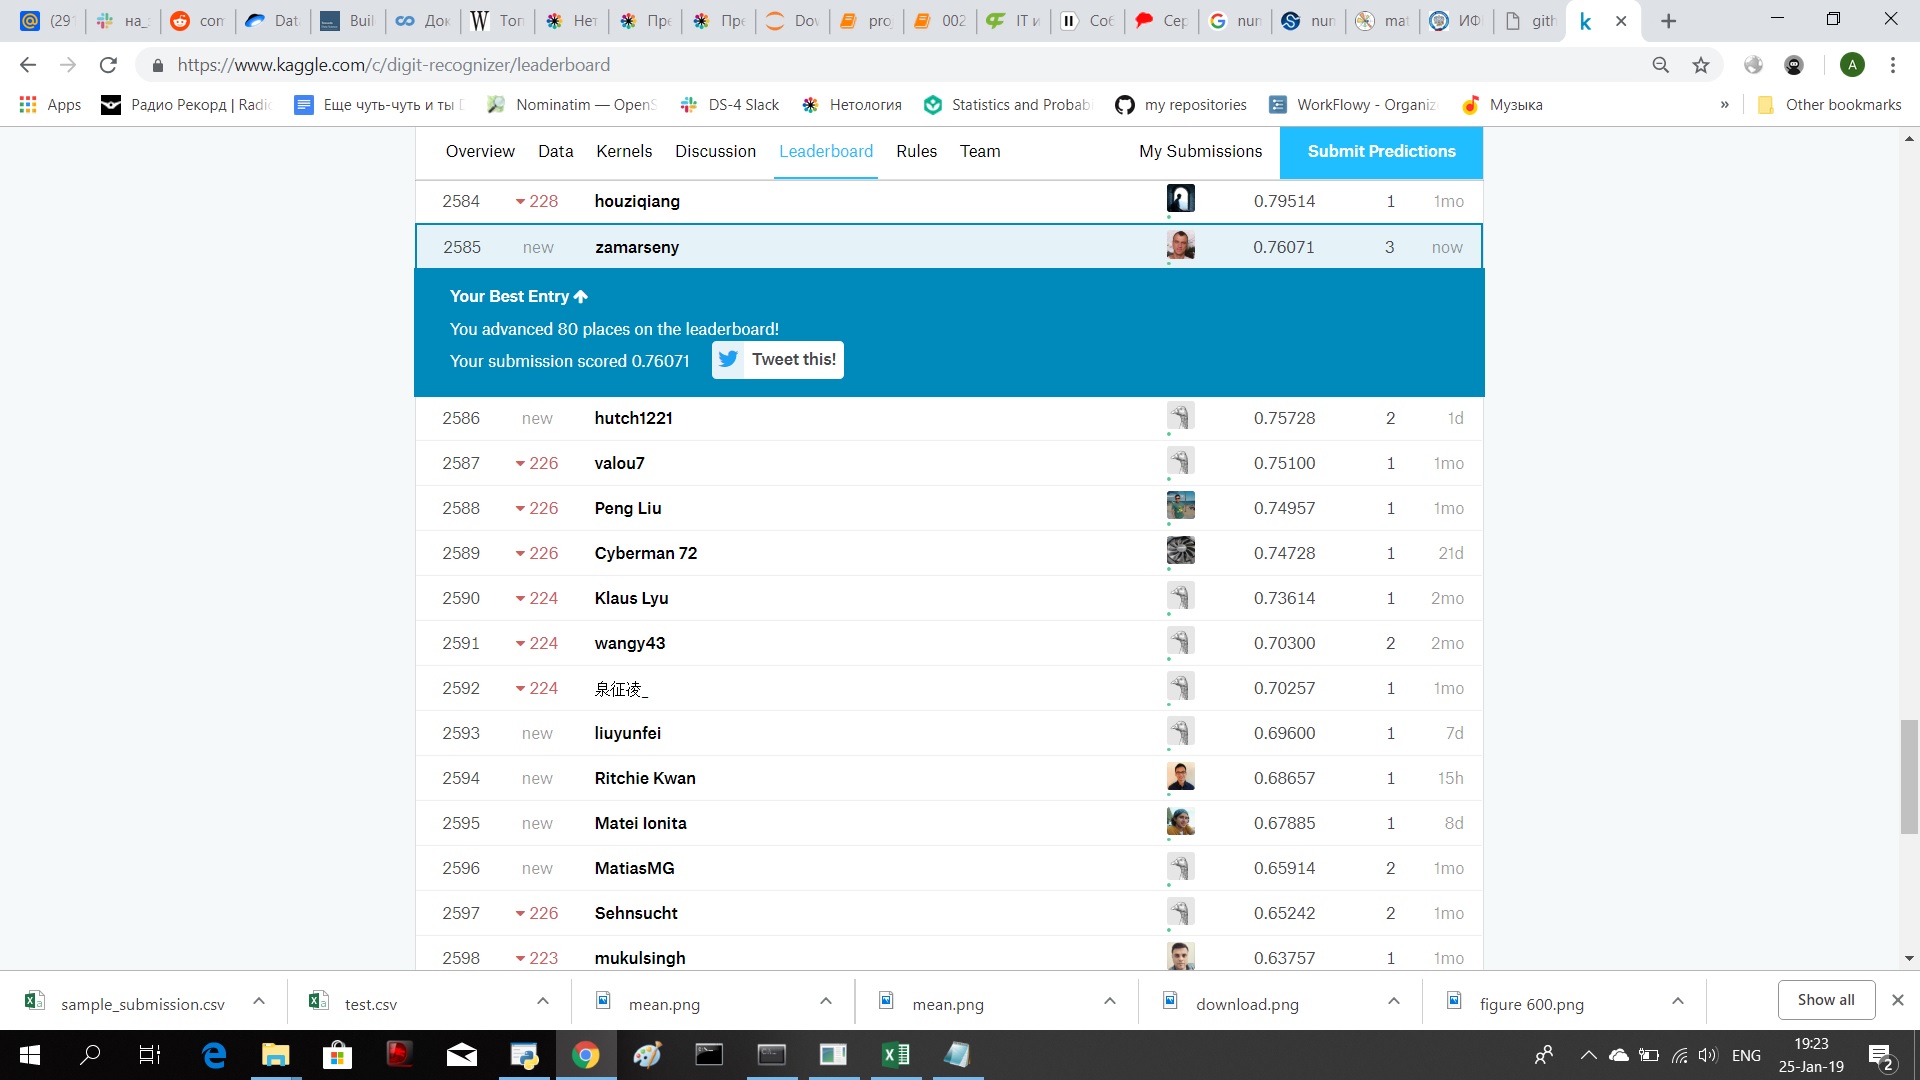 (29
на_
com
Data
Buil
Док
Топ
Нет
Пре
Пре
Dov
pro
002
IT и
Соб
Сер
num
num
mat
ИФ
gith
https://www.kaggle.com/c/digit-recognizer/leaderboard
A
Apps
Радио Рекорд | Radi
Еще чуть-чуть и ты
Nominatim — OpenS
DS-4 Slack
Нетология
Statistics and Probab
my repositories
WorkFlowy - Organiz
Музыка
»
Other bookmarks
Overview Data Kernels Discussion Leaderboard Rules Team My Submissions Submit Predictions
2584 228 houziqiang 0.79514 1 1mo
2585 new zamarseny 0.76071 3 now
Your Best Entry
You advanced 80 places on the leaderboard!
Your submission scored 0.76071 Tweet this!
2586 new hutch1221 0.75728 2 1d
2587 226 valou7 0.75100 1 1mo
2588 226 Peng Liu 0.74957 1 1mo
2589 226 Cyberman 72 0.74728 1 21d
2590 224 Klaus Lyu 0.73614 1 2mo
2591 224 wangy43 0.70300 2 2mo
2592 224 泉征凌_ 0.70257 1 1mo
2593 new liuyunfei 0.69600 1 7d
2594 new Ritchie Kwan 0.68657 1 15h
2595 new Matei Ionita 0.67885 1 8d
2596 new MatiasMG 0.65914 2 1mo
2597 226 Sehnsucht 0.65242 2 1mo
2598 223 mukulsingh 0.63757 1 1mo
sample_submission.csv
test.csv
mean.png
mean.png
download.png
figure 600.png
Show all
ENG
19:23
25-Jan-19
2